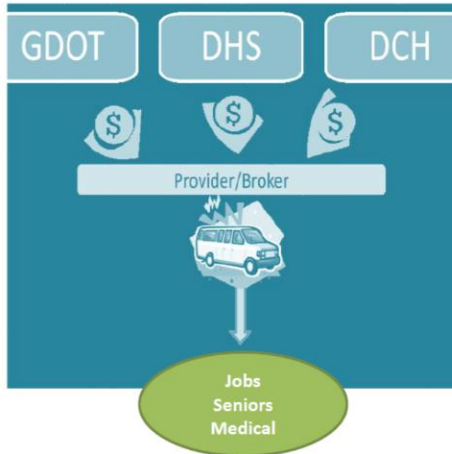 GDOT DHS DCH
$ $ $
Provider/Broker
Jobs
Seniors
Medical